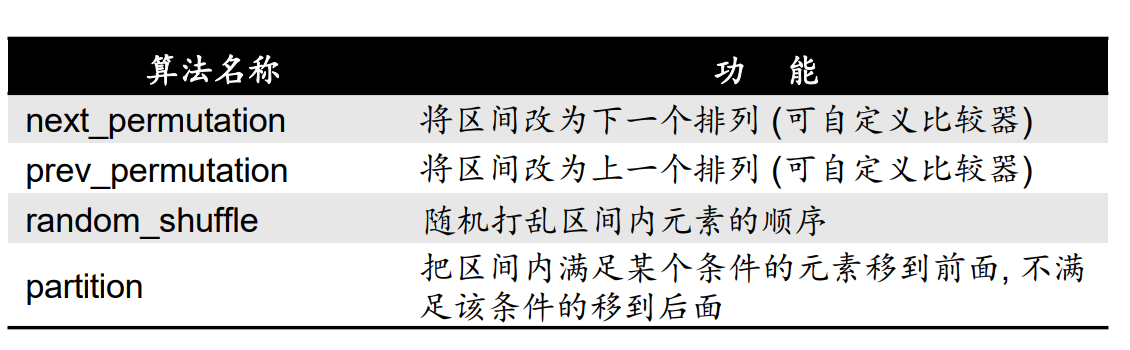 算法名称 功 能
next_permutation 将区间改为下一个排列 (可自定义比较器)
prev_permutation 将区间改为上一个排列 (可自定义比较器)
random_shuffle 随机打乱区间内元素的顺序
partition 把区间内满足某个条件的元素移到前面, 不满
足该条件的移到后面